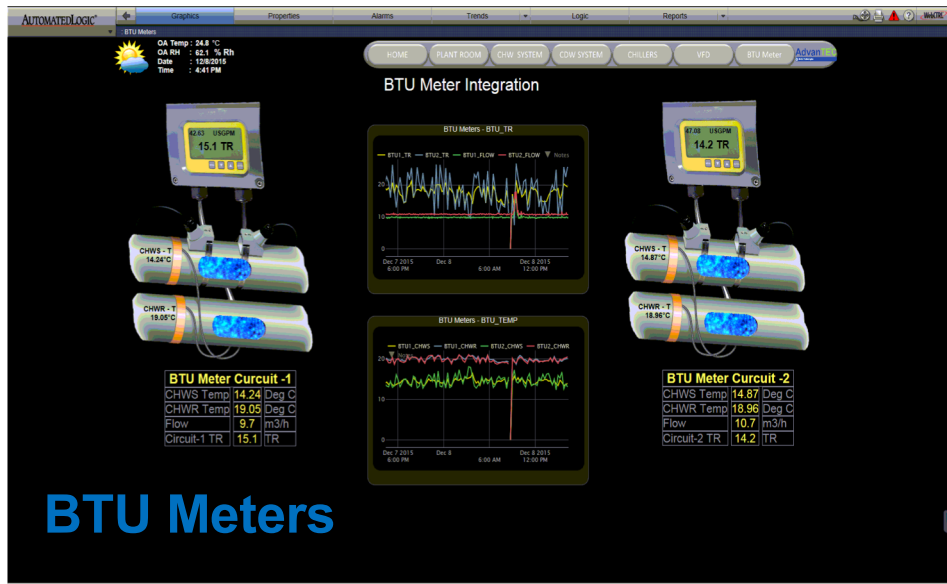 AUTOMATEDLOGIC®
Graphics Properties Alarms Trends Logic Reports WebCTRL
BTU Meters
OA Temp : 24.8 °C
OA RH : 62.1 % Rh
Date : 12/8/2015
Time : 4:41 PM
HOME PLANT ROOM CHW SYSTEM CDW SYSTEM CHILLERS VFD BTU Meter
BTU Meter Integration
42.63 USGPM
15.1 TR
BTU Meters - BTU_TR
BTU1_TR BTU2_TR BTU1_FLOW BTU2_FLOW Notes
20
10
0
Dec 7 2015 Dec 8 Dec 8 2015
6:00 PM 6:00 AM 12:00 PM
47.08 USGPM
14.2 TR
CHWS - T
14.24°C
CHWR - T
19.05°C
CHWS - T
14.87°C
CHWR - T
18.96°C
BTU Meters - BTU_TEMP
BTU1_CHWS BTU1_CHWR BTU2_CHWS BTU2_CHWR
Notes
20
10
0
Dec 7 2015 Dec 8 Dec 8 2015
6:00 PM 6:00 AM 12:00 PM
BTU Meter Curcuit -1
CHWS Temp 14.24 Deg C
CHWR Temp 19.05 Deg C
Flow 9.7 m3/h
Circuit-1 TR 15.1 TR
BTU Meter Curcuit -2
CHWS Temp 14.87 Deg C
CHWR Temp 18.96 Deg C
Flow 10.7 m3/h
Circuit-2 TR 14.2 TR
BTU Meters